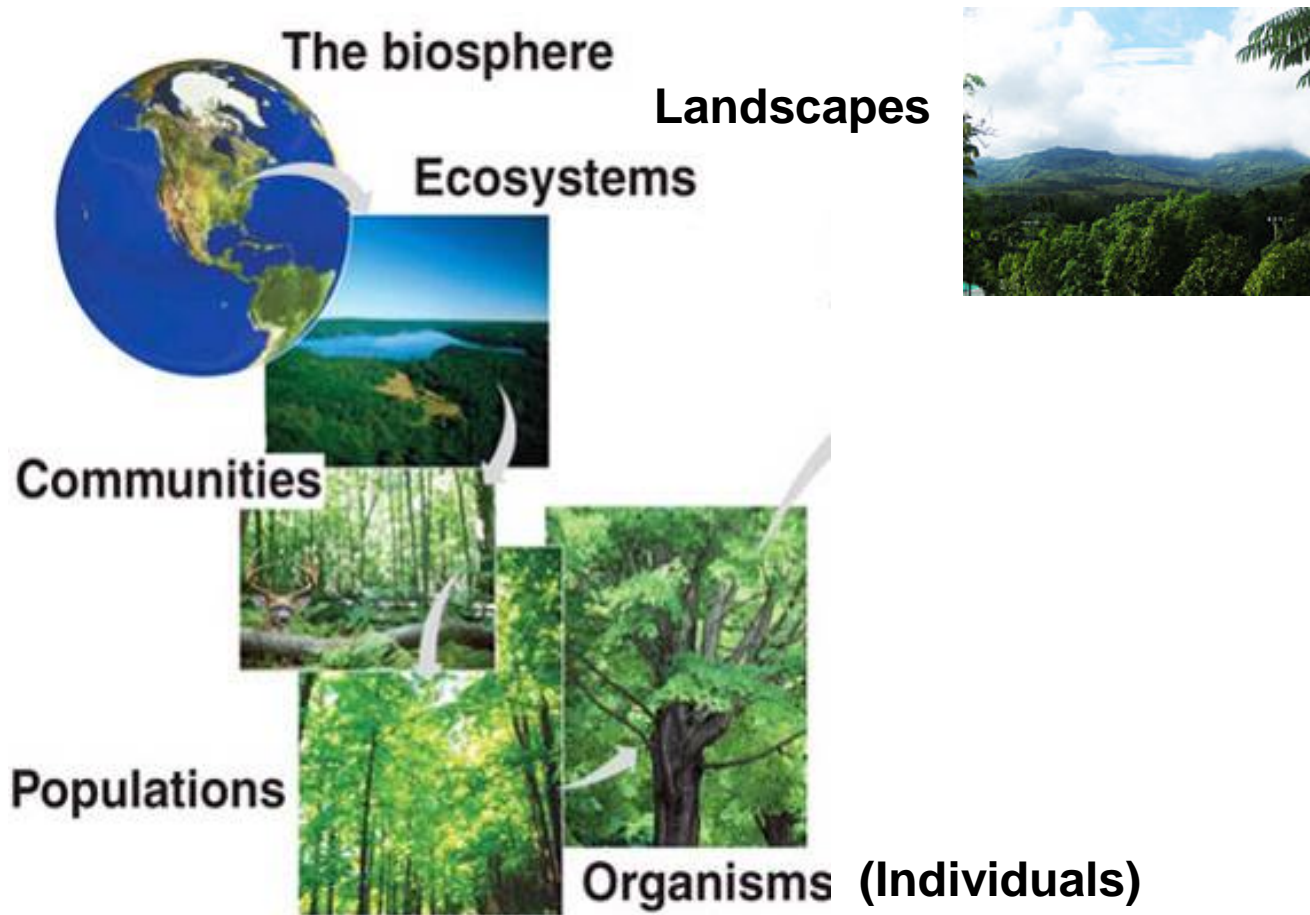 The biosphere
Landscapes
Ecosystems
Communities
Populations
Organisms (Individuals)